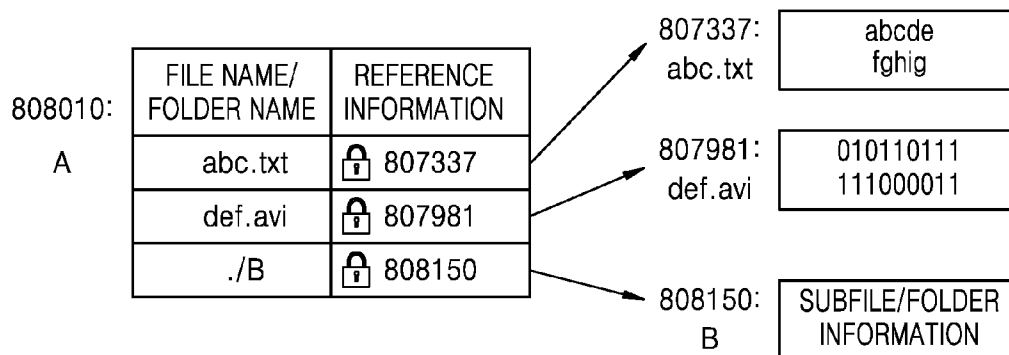 808010:
A
FILE NAME/
FOLDER NAME
REFERENCE
INFORMATION
abc.txt
807337
def.avi
807981
./B
808150
807337:
abc.txt
abcde
fghig
807981:
def.avi
010110111
111000011
808150:
B
SUBFILE/FOLDER
INFORMATION